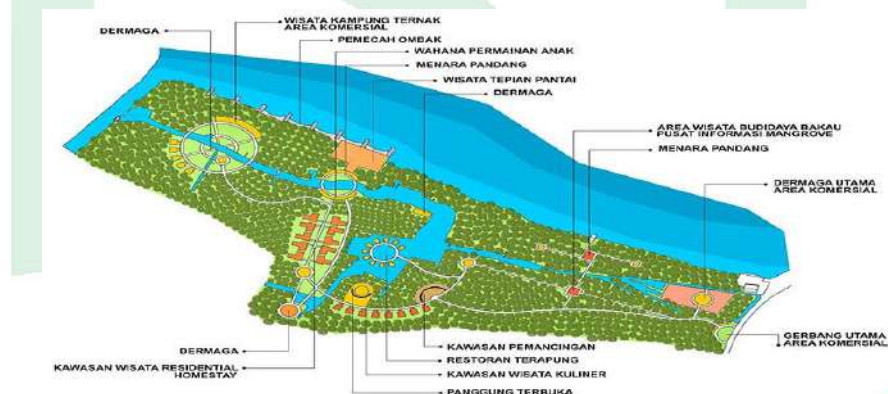 DERMAGA
WISATA KAMPUNG TERNAK
AREA KOMERSIAL
PEMECAH OMBAK
WAHANA PERMAINAN ANAK
MENARA PANDANG
WISATA TEPIAN PANTAI
DERMAGA
AREA WISATA BUDIDAYA BAKAU
PUSAT INFORMASI MANGROVE
MENARA PANDANG
DERMAGA UTAMA
AREA KOMERSIAL
GERBANG UTAMA
AREA KOMERSIAL
DERMAGA
KAWASAN WISATA RESIDENTIAL
HOMESTAY
KAWASAN PEMANCINGAN
RESTORAN TERAPUNG
KAWASAN WISATA KULINER
PANGGUNG TERBUKA